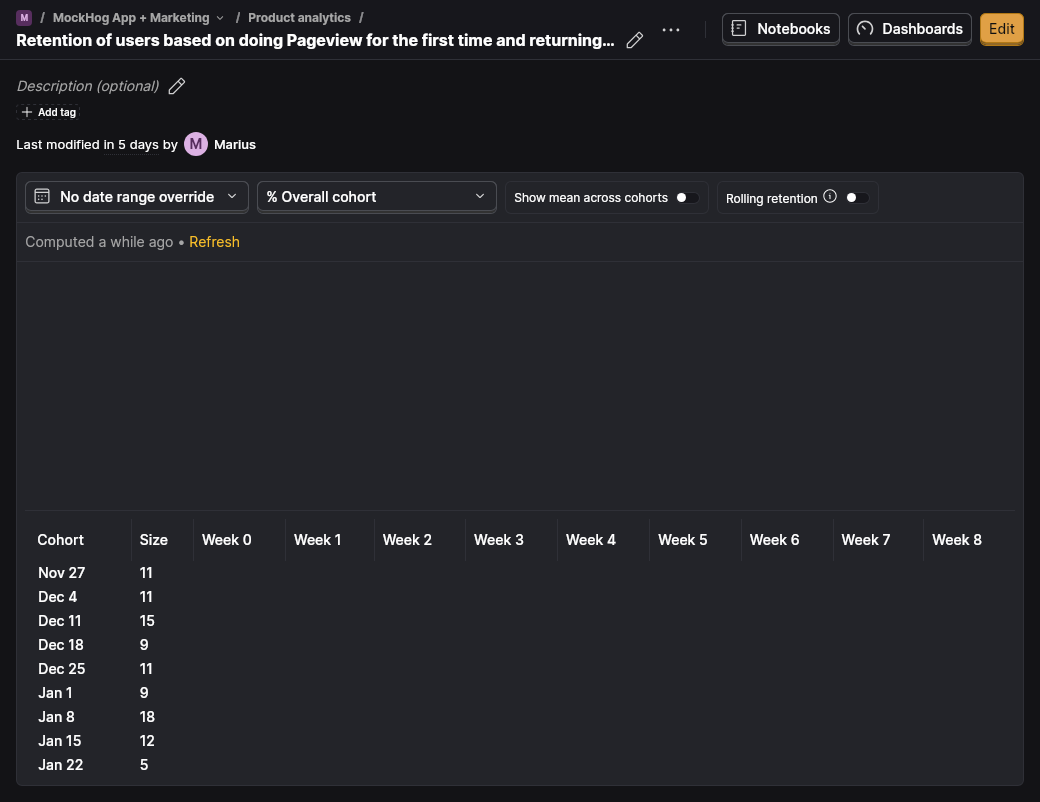 M / MockHog App + Marketing / Product analytics /
Retention of users based on doing Pageview for the first time and returning...
Notebooks Dashboards Edit
Description (optional)
Add tag
Last modified in 5 days by M Marius
No date range override % Overall cohort Show mean across cohorts Rolling retention
Computed a while ago • Refresh
Cohort Size Week 0 Week 1 Week 2 Week 3 Week 4 Week 5 Week 6 Week 7 Week 8
Nov 27 11
Dec 4 11
Dec 11 15
Dec 18 9
Dec 25 11
Jan 1 9
Jan 8 18
Jan 15 12
Jan 22 5